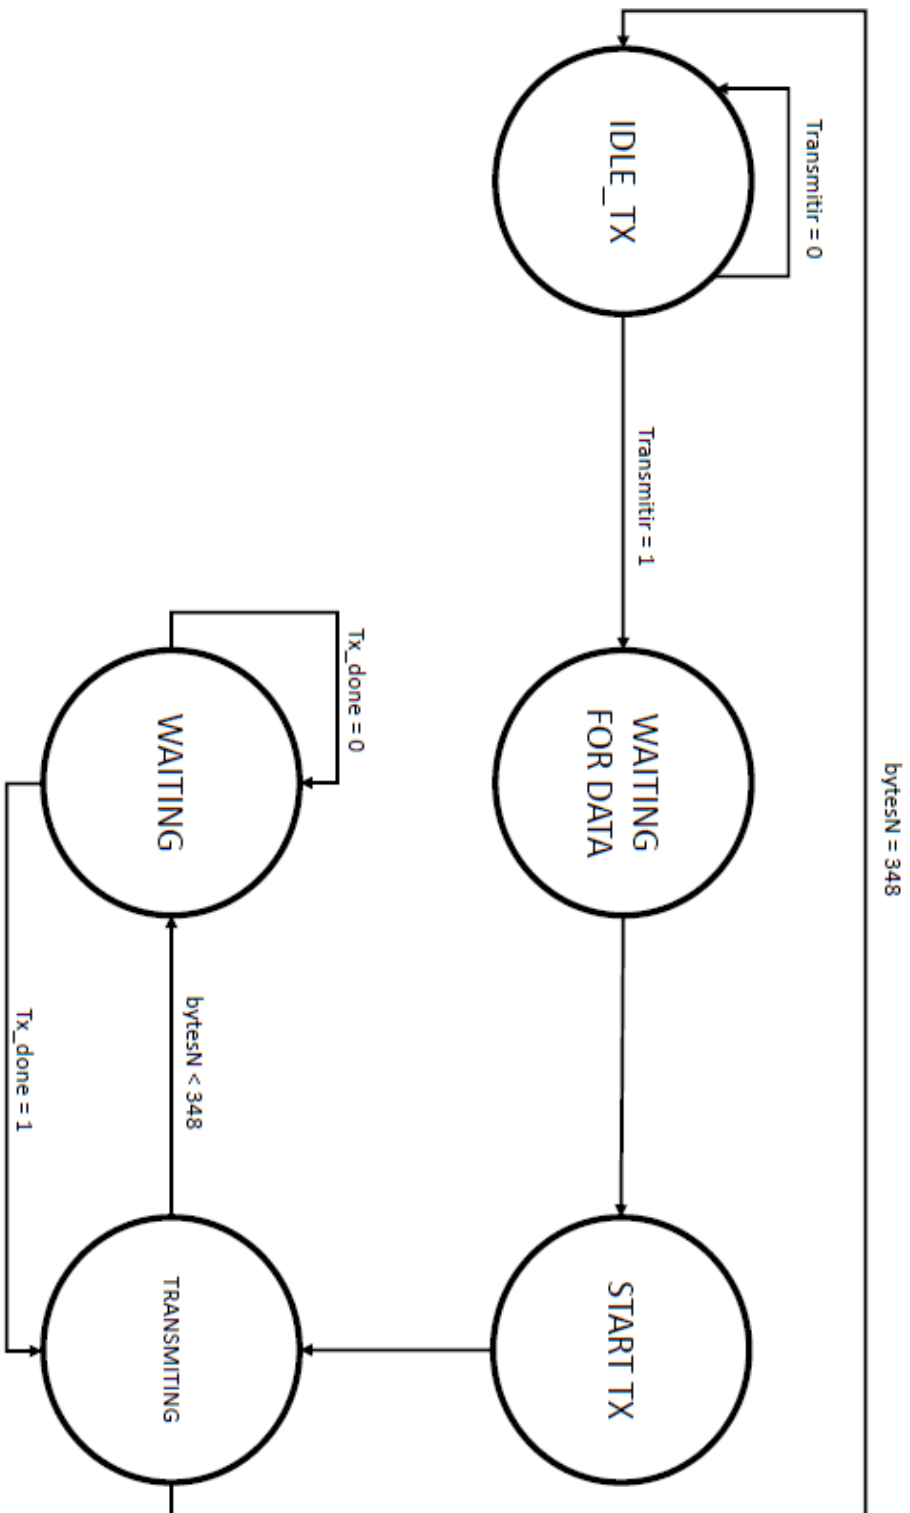 bytesN = 348
Transmitir = 0
IDLE_TX
Transmitir = 1
WAITING
FOR DATA
START TX
Tx_done = 0
WAITING
bytesN < 348
TRANSMITING
Tx_done = 1